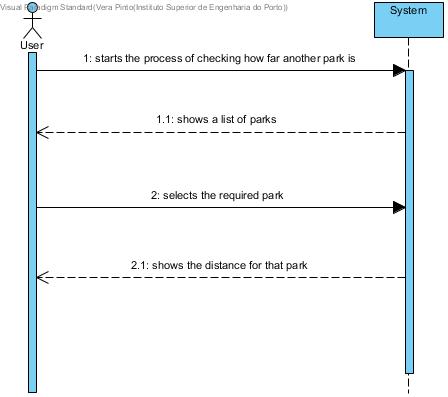 Visual Paradigm Standard(Vera Pinto(Instituto Superior de Engenharia do Porto))
System
User
1: starts the process of checking how far another park is
1.1: shows a list of parks
2: selects the required park
2.1: shows the distance for that park